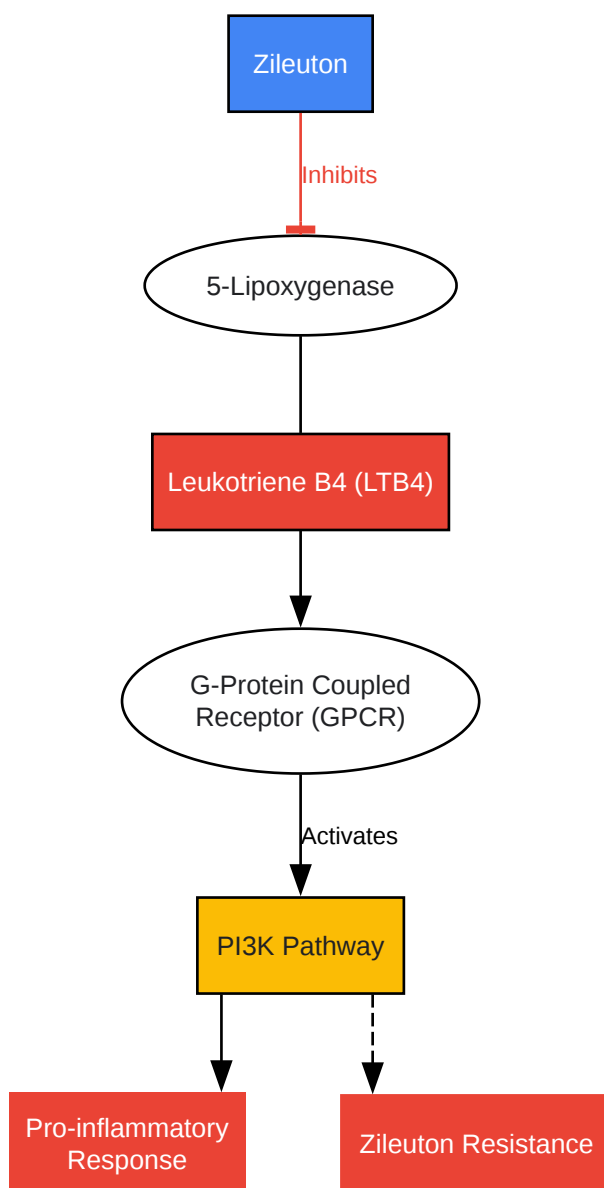 Zileuton
Inhibits
5-Lipoxygenase
Leukotriene B4 (LTB4)
G-Protein Coupled
Receptor (GPCR)
Activates
PI3K Pathway
Pro-inflammatory
Response
Zileuton Resistance